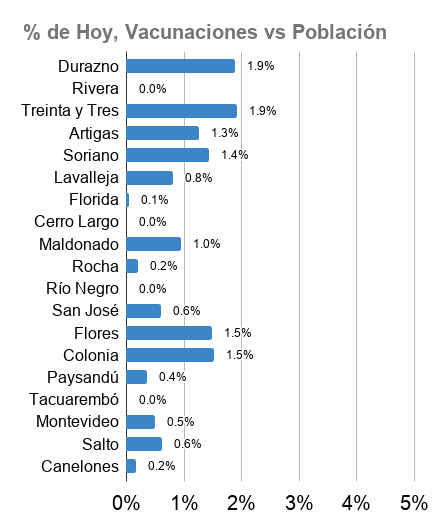 % de Hoy, Vacunaciones vs Población
Durazno 1.9%
Rivera 0.0%
Treinta y Tres 1.9%
Artigas 1.3%
Soriano 1.4%
Lavalleja 0.8%
Florida 0.1%
Cerro Largo 0.0%
Maldonado 1.0%
Rocha 0.2%
Río Negro 0.0%
San José 0.6%
Flores 1.5%
Colonia 1.5%
Paysandú 0.4%
Tacuarembó 0.0%
Montevideo 0.5%
Salto 0.6%
Canelones 0.2%
0% 1% 2% 3% 4% 5%